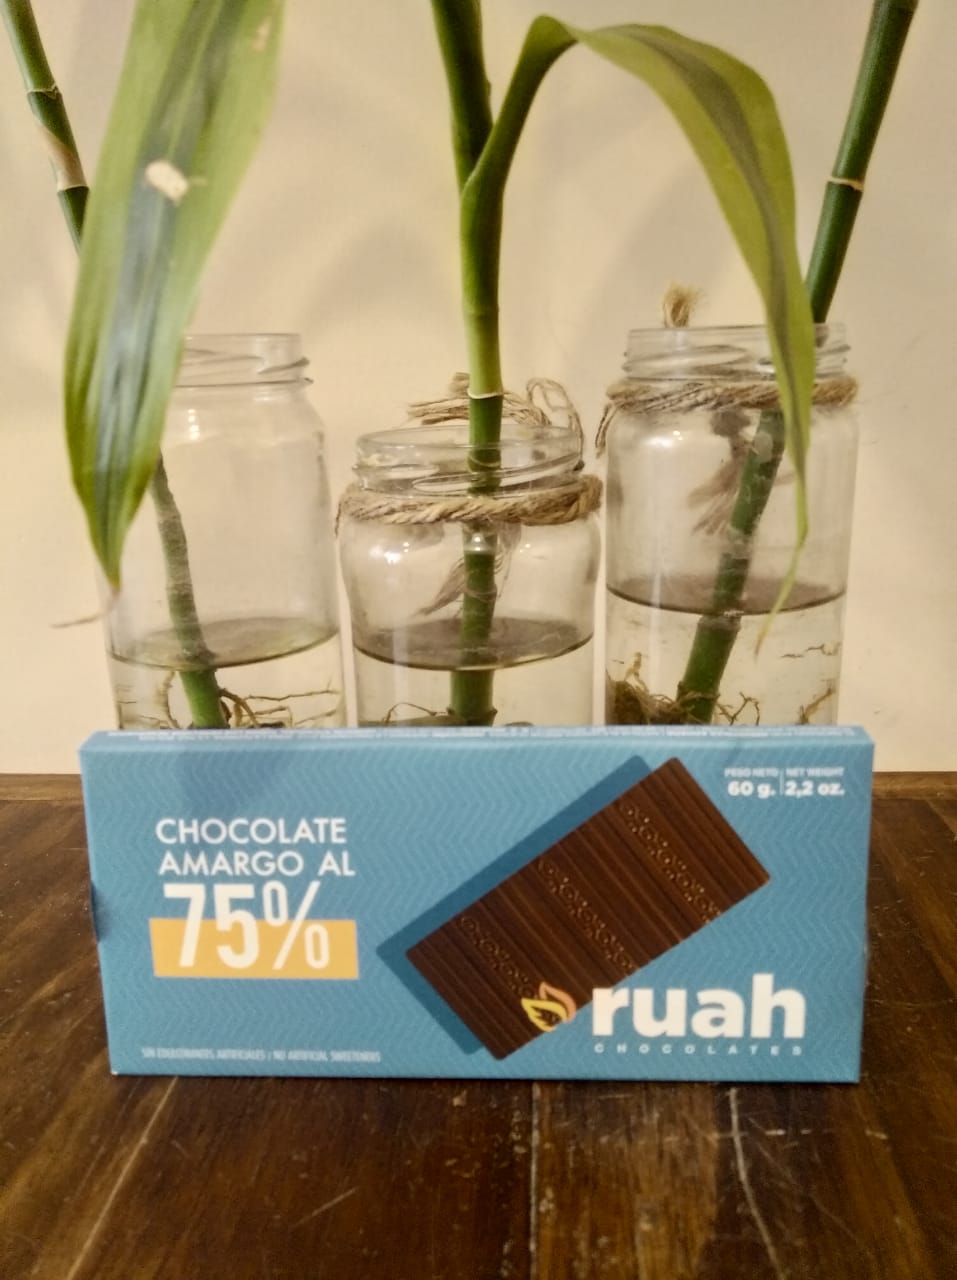 CHOCOLATE
AMARGO AL
75%
PESO NETO | NET WEIGHT
60 g. | 2,2 oz.
ruah
CHOCOLATES
SIN EDULCORANTES ARTIFICIALES / NO ARTIFICIAL SWEETENERS